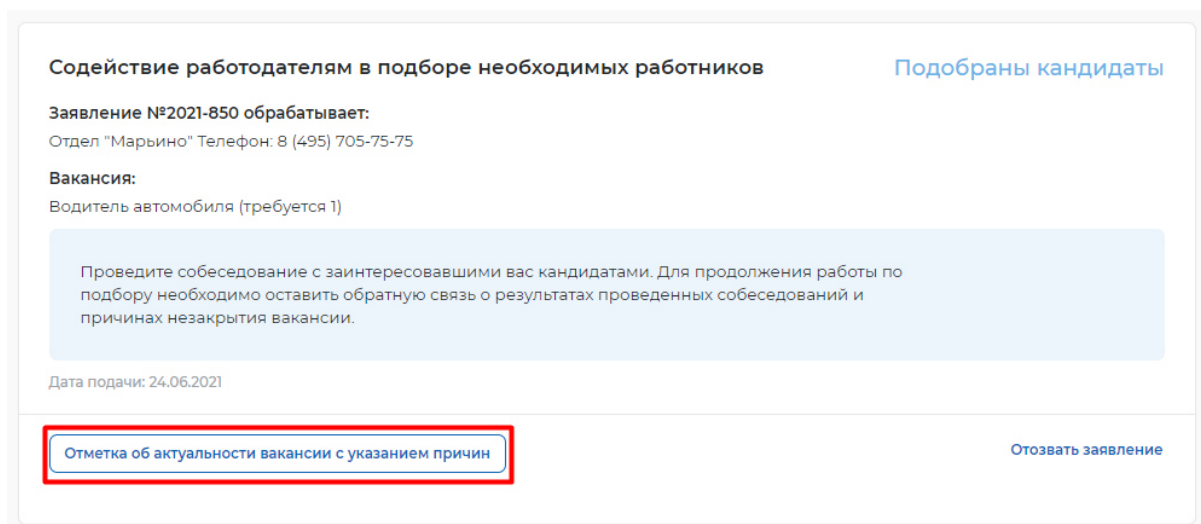 Содействие работодателям в подборе необходимых работников
Подобраны кандидаты
Заявление №2021-850 обрабатывает:
Отдел "Марьино" Телефон: 8 (495) 705-75-75
Вакансия:
Водитель автомобиля (требуется 1)
Проведите собеседование с заинтересовавшими вас кандидатами. Для продолжения работы по
подбору необходимо оставить обратную связь о результатах проведенных собеседований и
причинах незакрытия вакансии.
Дата подачи: 24.06.2021
Отметка об актуальности вакансии с указанием причин
Отозвать заявление